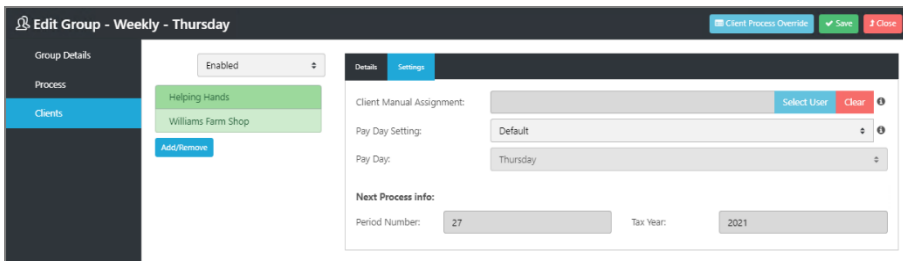 Edit Group - Weekly - Thursday
Client Process Override
Save
Close
Group Details
Process
Clients
Enabled
Helping Hands
Williams Farm Shop
Add/Remove
Details
Settings
Client Manual Assignment:
Select User
Clear
Pay Day Setting:
Default
Pay Day:
Thursday
Next Process info:
Period Number:
27
Tax Year:
2021